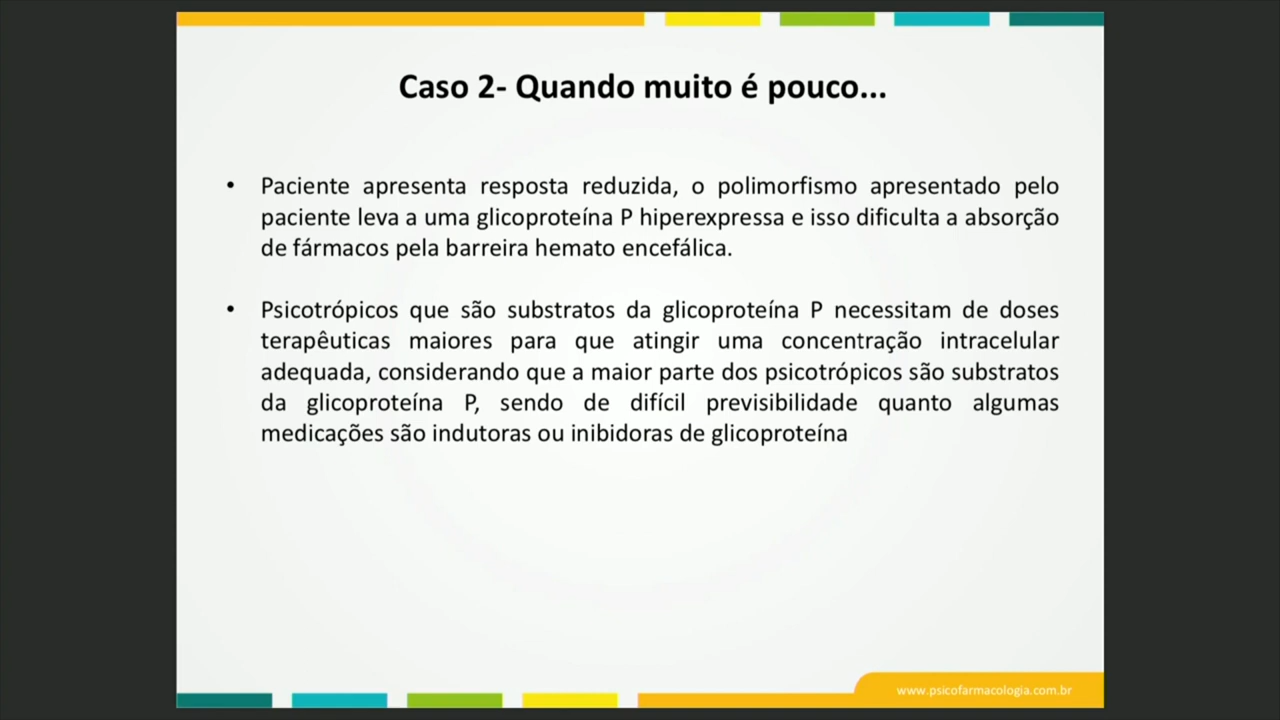 Caso 2- Quando muito é pouco...
• Paciente apresenta resposta reduzida, o polimorfismo apresentado pelo
paciente leva a uma glicoproteína P hiperexpressa e isso dificulta a absorção
de fármacos pela barreira hemato encefálica.
• Psicotrópicos que são substratos da glicoproteína P necessitam de doses
terapêuticas maiores para que atingir uma concentração intracelular
adequada, considerando que a maior parte dos psicotrópicos são substratos
da glicoproteína P, sendo de difícil previsibilidade quanto algumas
medicações são indutoras ou inibidoras de glicoproteína
www.psicofarmacologia.com.br